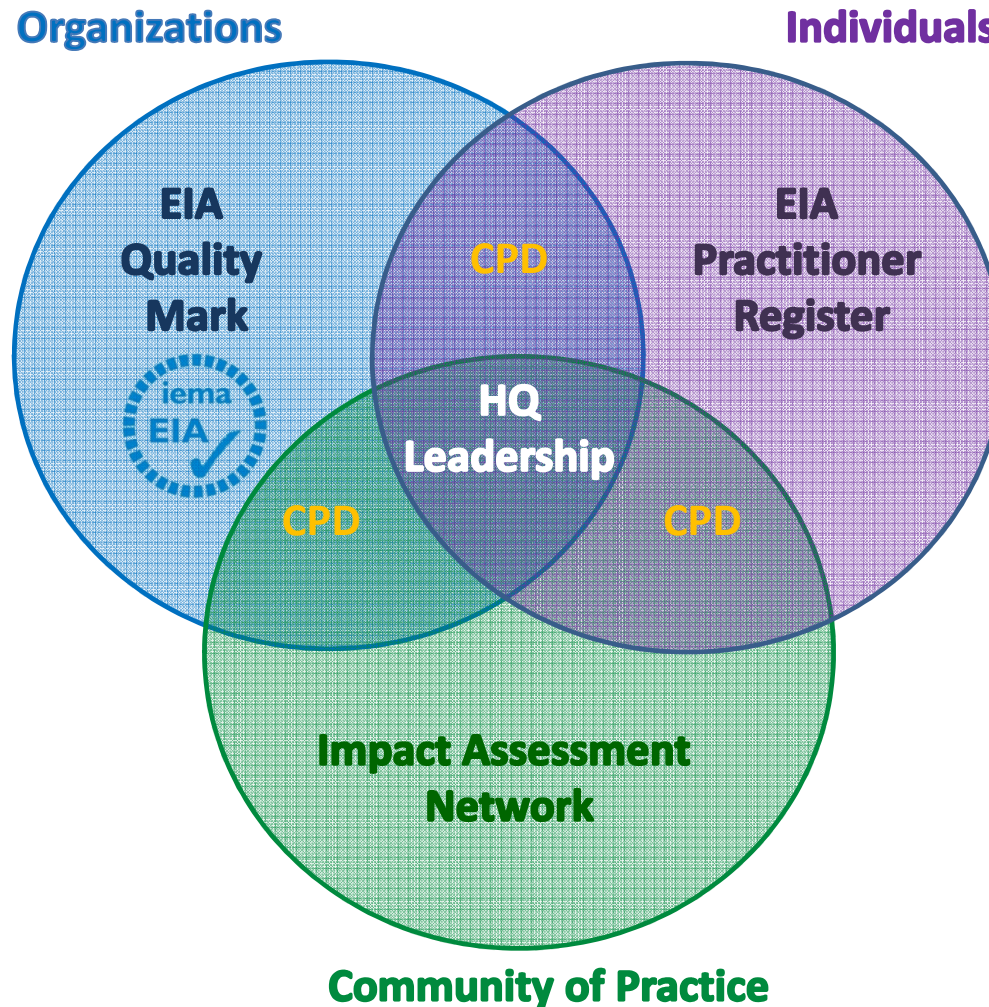 Organizations
Individuals
EIA
Quality
Mark
iema
EIA
CPD
EIA
Practitioner
Register
HQ
Leadership
CPD
CPD
Impact Assessment
Network
Community of Practice